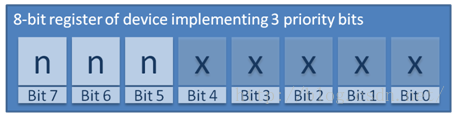 8-bit register of device implementing 3 priority bits
n n n x x x x x
Bit 7 Bit 6 Bit 5 Bit 4 Bit 3 Bit 2 Bit 1 Bit 0